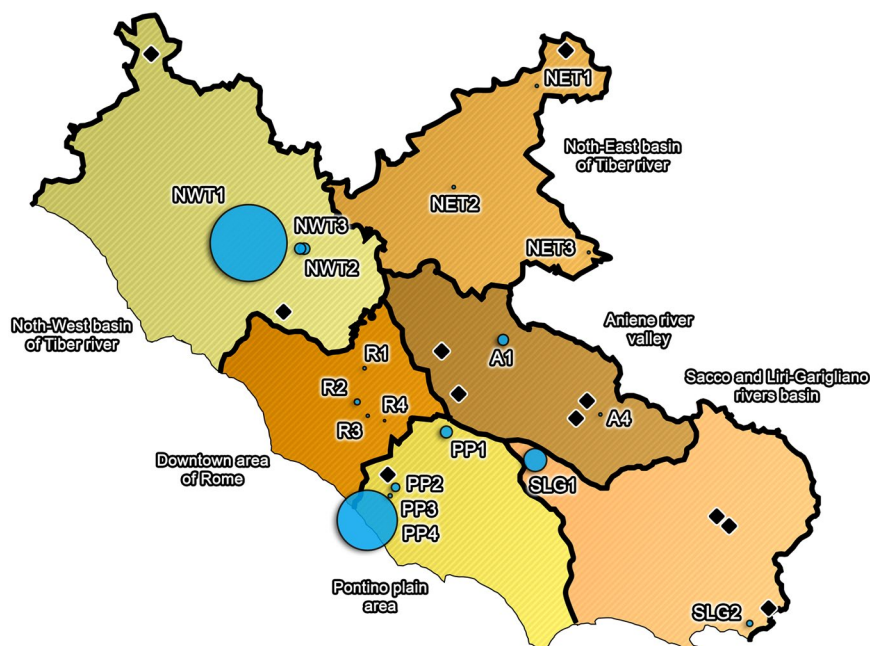 NET1
Noth-East basin
of Tiber river
NWT1
NET2
NWT3
NET3
NWT2
Noth-West basin
of Tiber river
Aniene river
valley
A1
R1
Sacco and Liri-Garigliano
rivers basin
R2
R4
A4
R3
PP1
Downtown area
of Rome
SLG1
PP2
PP3
PP4
Pontino plain
area
SLG2